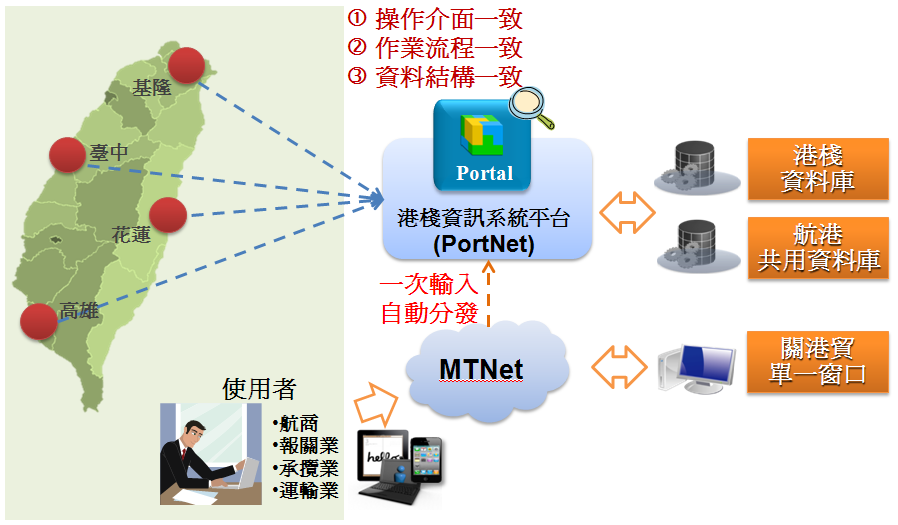 ① 操作介面一致
② 作業流程一致
③ 資料結構一致
基隆
臺中
花蓮
高雄
Portal
港棧資訊系統平台
(PortNet)
港棧
資料庫
航港
共用資料庫
一次輸入
自動分發
MTNet
關港貿
單一窗口
使用者
•航商
•報關業
•承攬業
•運輸業
hello